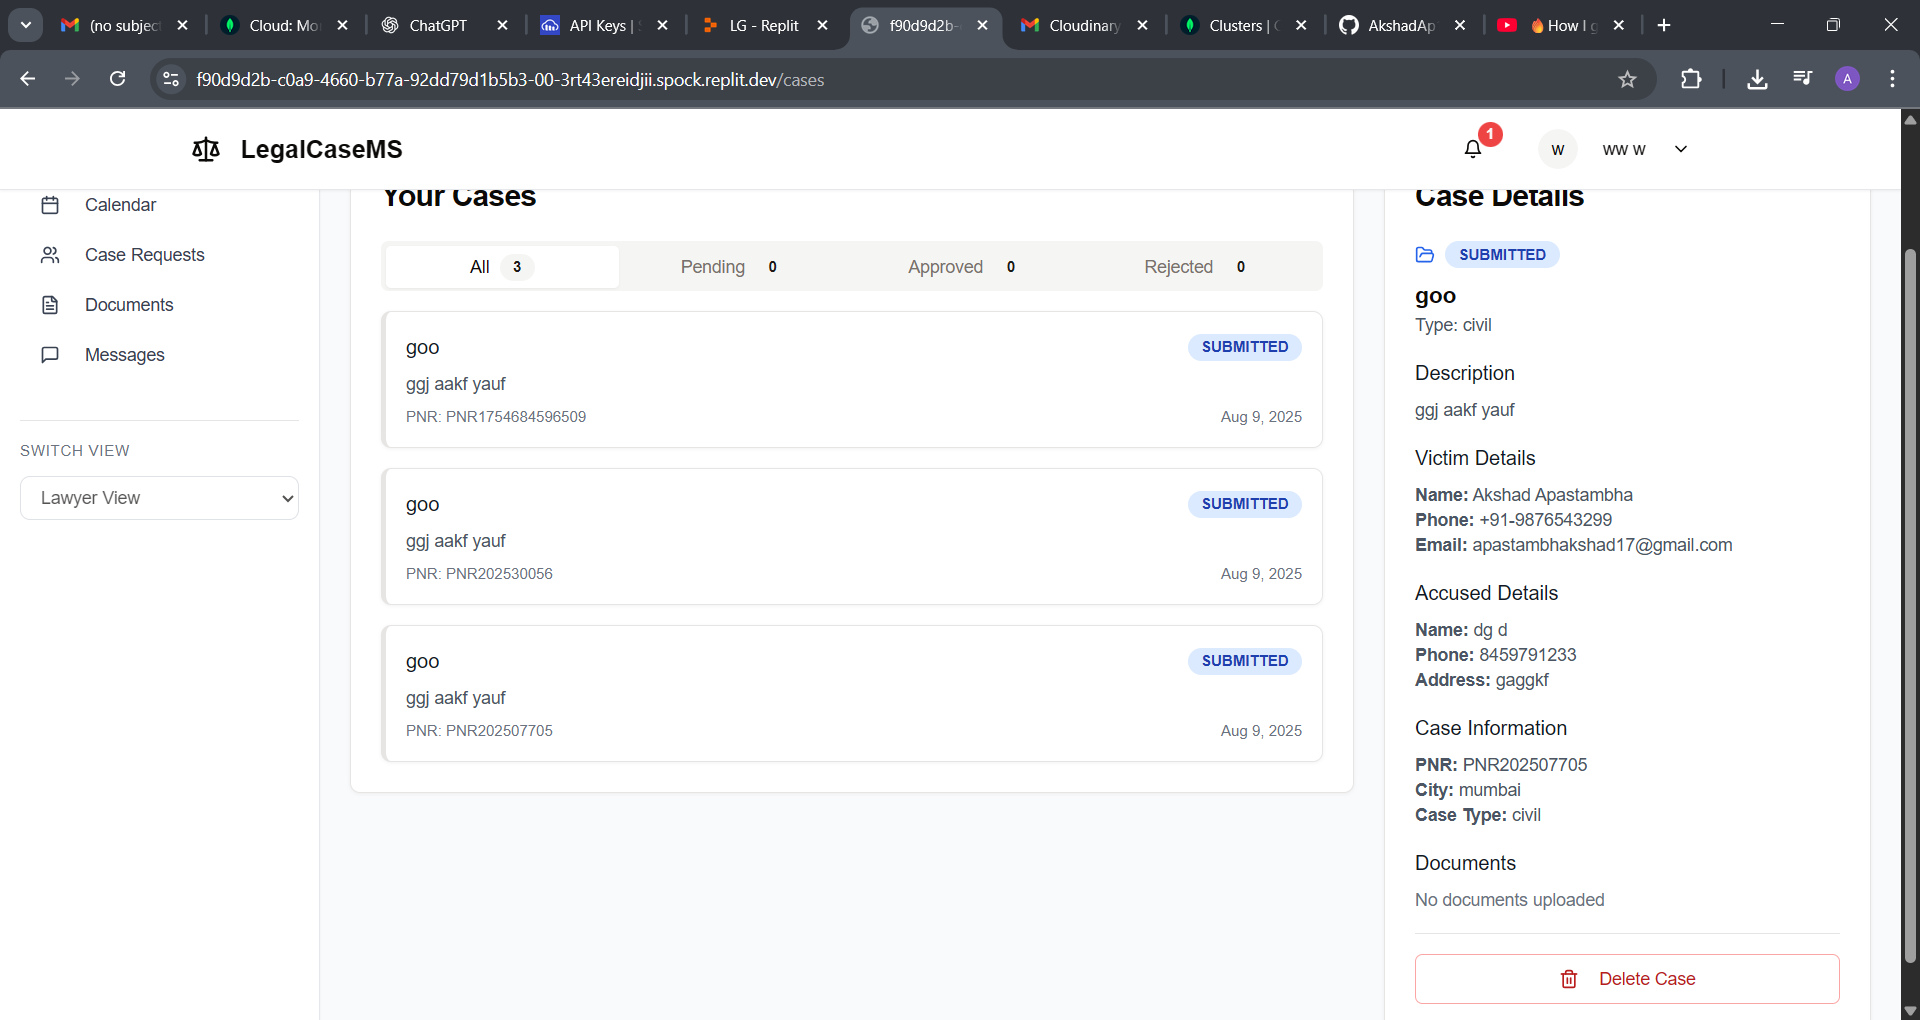 (no subject
Cloud: Mo
ChatGPT
API Keys |
LG - Replit
f90d9d2b-
Cloudinary
Clusters |
AkshadAp
How I g
f90d9d2b-c0a9-4660-b77a-92dd79d1b5b3-00-3rt43ereidjii.spock.replit.dev/cases
A
LegalCaseMS
1
W
ww w
Calendar
Case Requests
Documents
Messages
SWITCH VIEW
Lawyer View
Your Cases
All 3
Pending 0
Approved 0
Rejected 0
goo
SUBMITTED
ggj aakf yauf
PNR: PNR1754684596509
Aug 9, 2025
goo
SUBMITTED
ggj aakf yauf
PNR: PNR202530056
Aug 9, 2025
goo
SUBMITTED
ggj aakf yauf
PNR: PNR202507705
Aug 9, 2025
Case Details
SUBMITTED
goo
Type: civil
Description
ggj aakf yauf
Victim Details
Name: Akshad Apastambha
Phone: +91-9876543299
Email: apastambhakshad17@gmail.com
Accused Details
Name: dg d
Phone: 8459791233
Address: gaggkf
Case Information
PNR: PNR202507705
City: mumbai
Case Type: civil
Documents
No documents uploaded
Delete Case